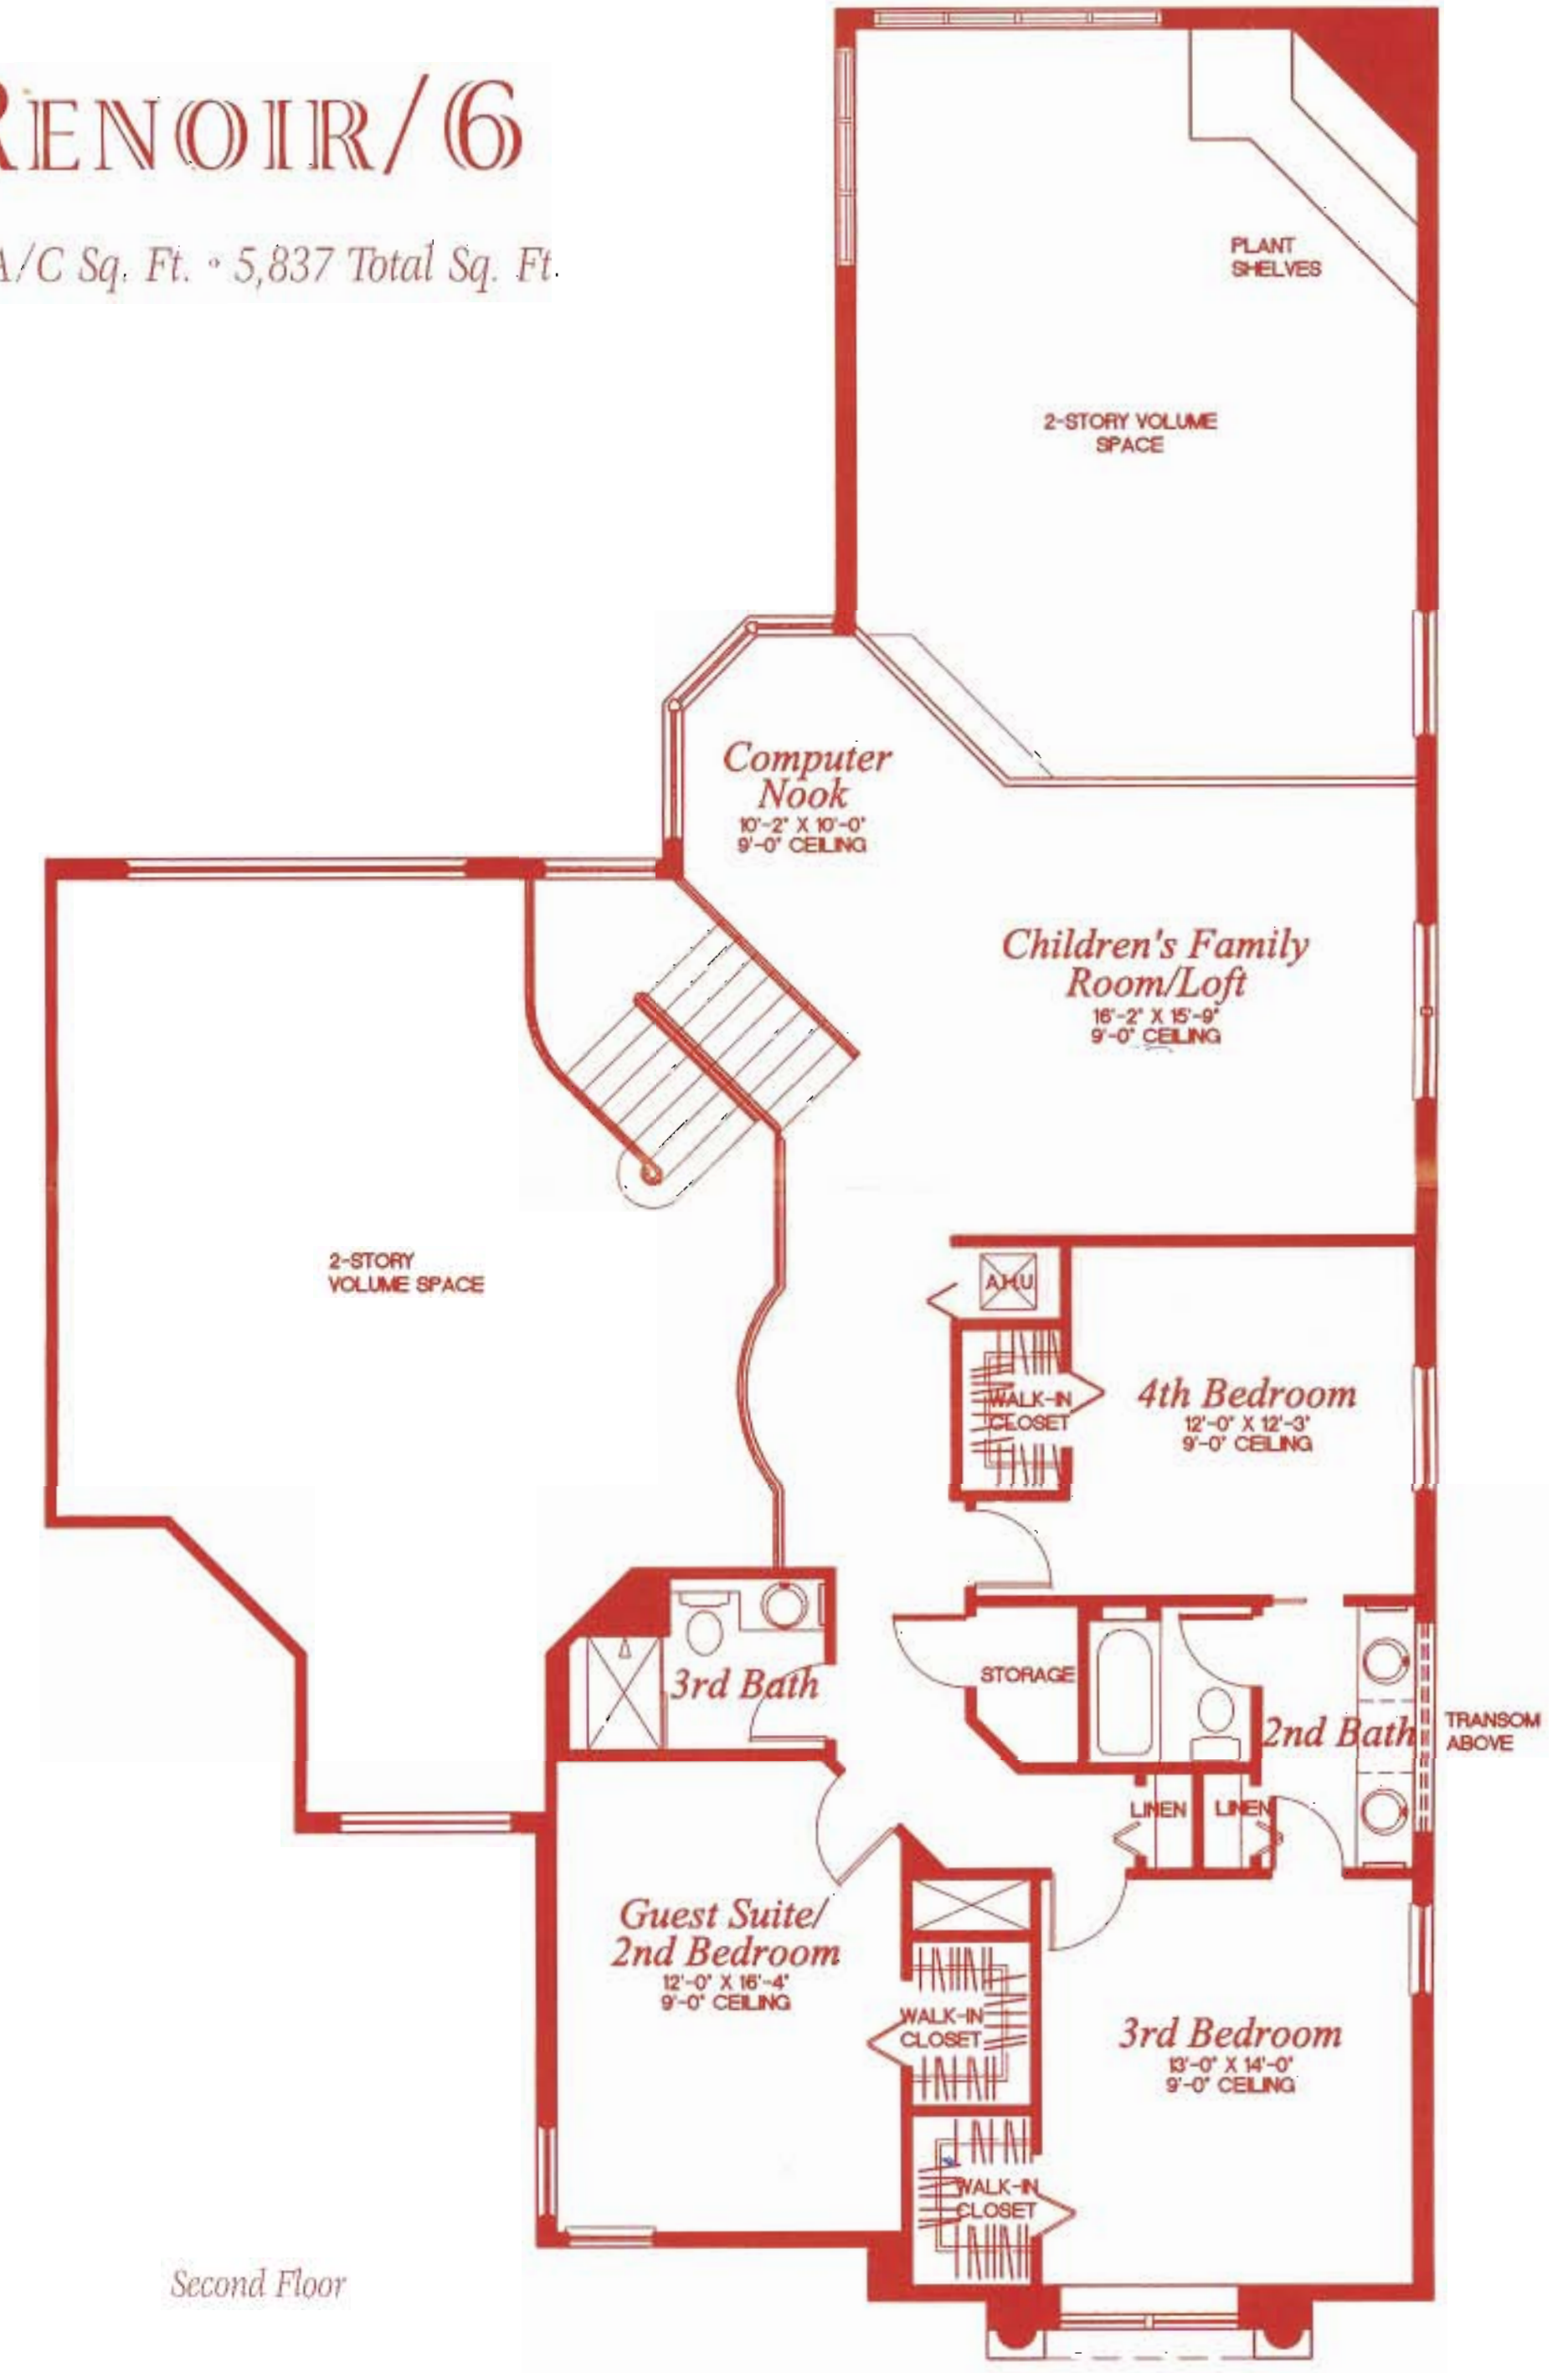 RENOIR/6
A/C Sq. Ft. • 5,837 Total Sq. Ft.
PLANT
SHELVES
2-STORY VOLUME
SPACE
Computer
Nook
10'-2" X 10'-0"
9'-0" CEILING
Children's Family
Room/Loft
16'-2" X 15'-9"
9'-0" CEILING
2-STORY
VOLUME SPACE
A.H.U
WALK-IN
CLOSET
4th Bedroom
12'-0" X 12'-3"
9'-0" CEILING
3rd Bath
STORAGE
2nd Bath
TRANSOM
ABOVE
LINEN
LINEN
Guest Suite/
2nd Bedroom
12'-0" X 16'-4"
9'-0" CEILING
WALK-IN
CLOSET
3rd Bedroom
13'-0" X 14'-0"
9'-0" CEILING
WALK-IN
CLOSET
Second Floor